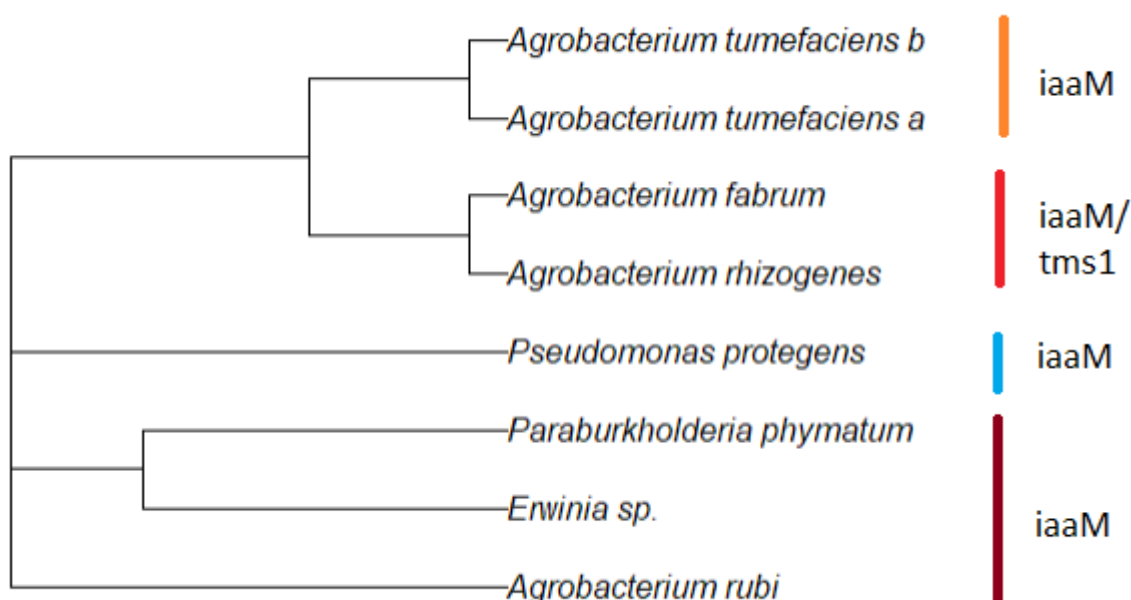 Agrobacterium tumefaciens b
Agrobacterium tumefaciens a
iaaM
Agrobacterium fabrum
Agrobacterium rhizogenes
iaaM/
tms1
Pseudomonas protegens
iaaM
Paraburkholderia phymatum
Erwinia sp.
Agrobacterium rubi
iaaM